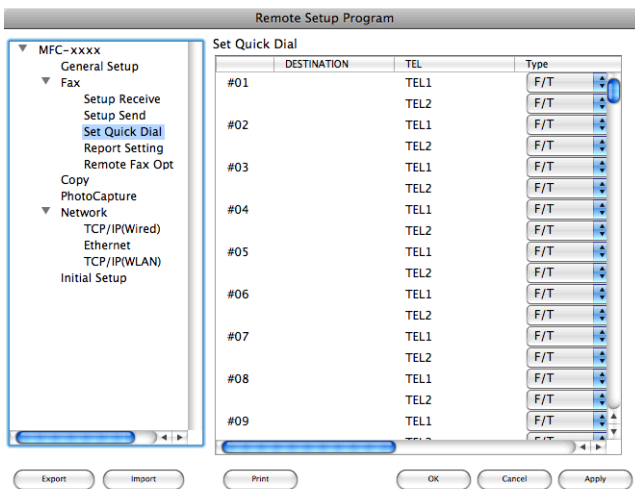 Remote Setup Program
MFC-xxxx
General Setup
Fax
Setup Receive
Setup Send
Set Quick Dial
Report Setting
Remote Fax Opt
Copy
PhotoCapture
Network
TCP/IP(Wired)
Ethernet
TCP/IP(WLAN)
Initial Setup
Set Quick Dial
DESTINATION TEL Type
#01 TEL1 F/T
TEL2 F/T
#02 TEL1 F/T
TEL2 F/T
#03 TEL1 F/T
TEL2 F/T
#04 TEL1 F/T
TEL2 F/T
#05 TEL1 F/T
TEL2 F/T
#06 TEL1 F/T
TEL2 F/T
#07 TEL1 F/T
TEL2 F/T
#08 TEL1 F/T
TEL2 F/T
#09 TEL1 F/T
TEL2 F/T
Export Import Print OK Cancel Apply